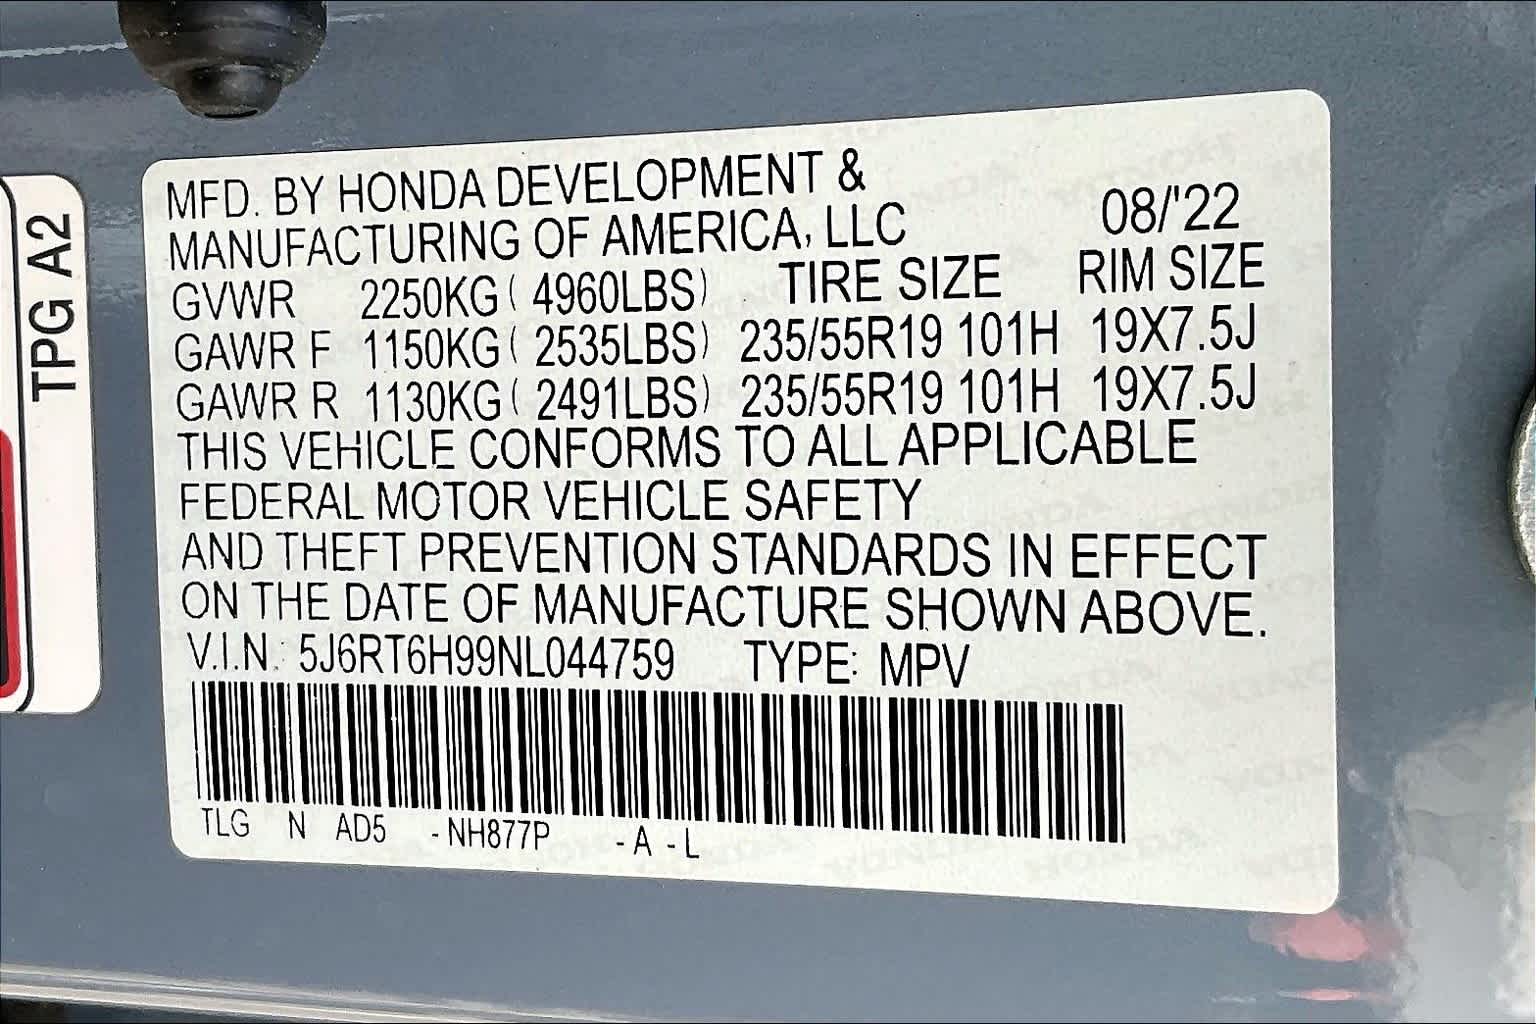 TPG A2
MFD. BY HONDA DEVELOPMENT &
MANUFACTURING OF AMERICA, LLC 08/'22
GVWR 2250KG ( 4960LBS) TIRE SIZE RIM SIZE
GAWR F 1150KG ( 2535LBS) 235/55R19 101H 19X7.5J
GAWR R 1130KG ( 2491LBS) 235/55R19 101H 19X7.5J
THIS VEHICLE CONFORMS TO ALL APPLICABLE
FEDERAL MOTOR VEHICLE SAFETY
AND THEFT PREVENTION STANDARDS IN EFFECT
ON THE DATE OF MANUFACTURE SHOWN ABOVE.
V.I.N.: 5J6RT6H99NL044759 TYPE: MPV
TLG N AD5 -NH877P -A -L